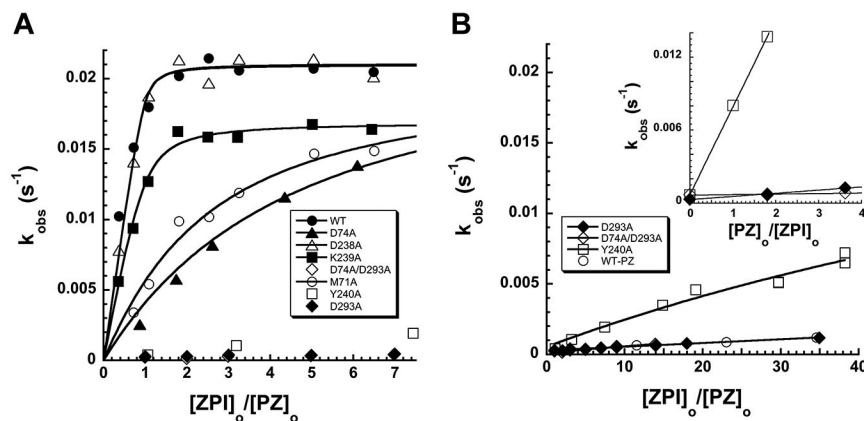 A
k_obs (s⁻¹)
0.02
0.015
0.01
0.005
0
0 1 2 3 4 5 6 7
[ZPI]o/[PZ]o
WT
D74A
D238A
K239A
D74A/D293A
M71A
Y240A
D293A
B
k_obs (s⁻¹)
0.02
0.015
0.01
0.005
0
0 10 20 30 40
[ZPI]o/[PZ]o
D293A
D74A/D293A
Y240A
WT-PZ
k_obs (s⁻¹)
0.014
0.012
0.006
0
0 1 2 3
[PZ]o/[ZPI]o